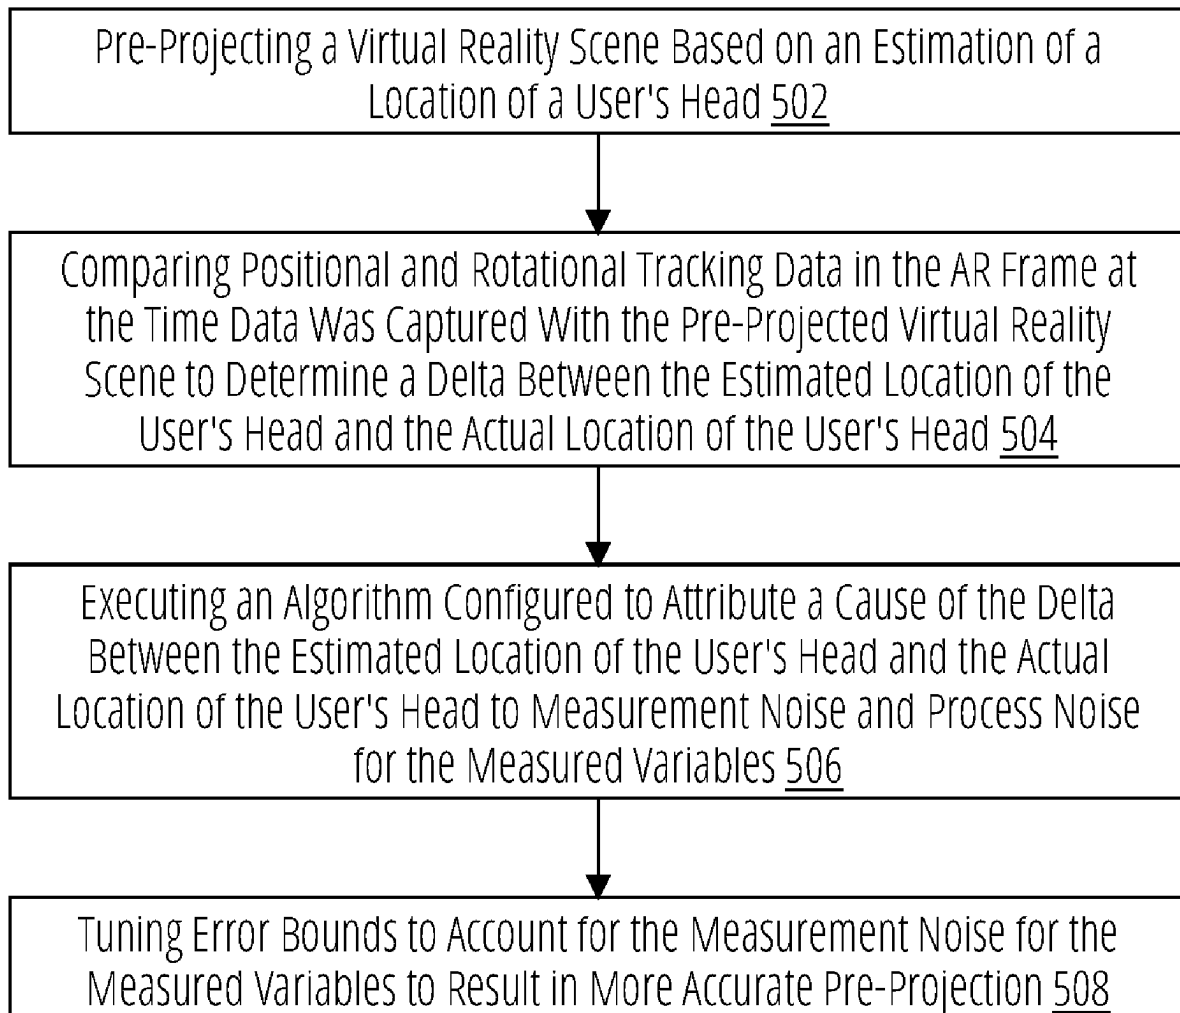 Pre-Projecting a Virtual Reality Scene Based on an Estimation of a
Location of a User's Head 502
Comparing Positional and Rotational Tracking Data in the AR Frame at
the Time Data Was Captured With the Pre-Projected Virtual Reality
Scene to Determine a Delta Between the Estimated Location of the
User's Head and the Actual Location of the User's Head 504
Executing an Algorithm Configured to Attribute a Cause of the Delta
Between the Estimated Location of the User's Head and the Actual
Location of the User's Head to Measurement Noise and Process Noise
for the Measured Variables 506
Tuning Error Bounds to Account for the Measurement Noise for the
Measured Variables to Result in More Accurate Pre-Projection 508